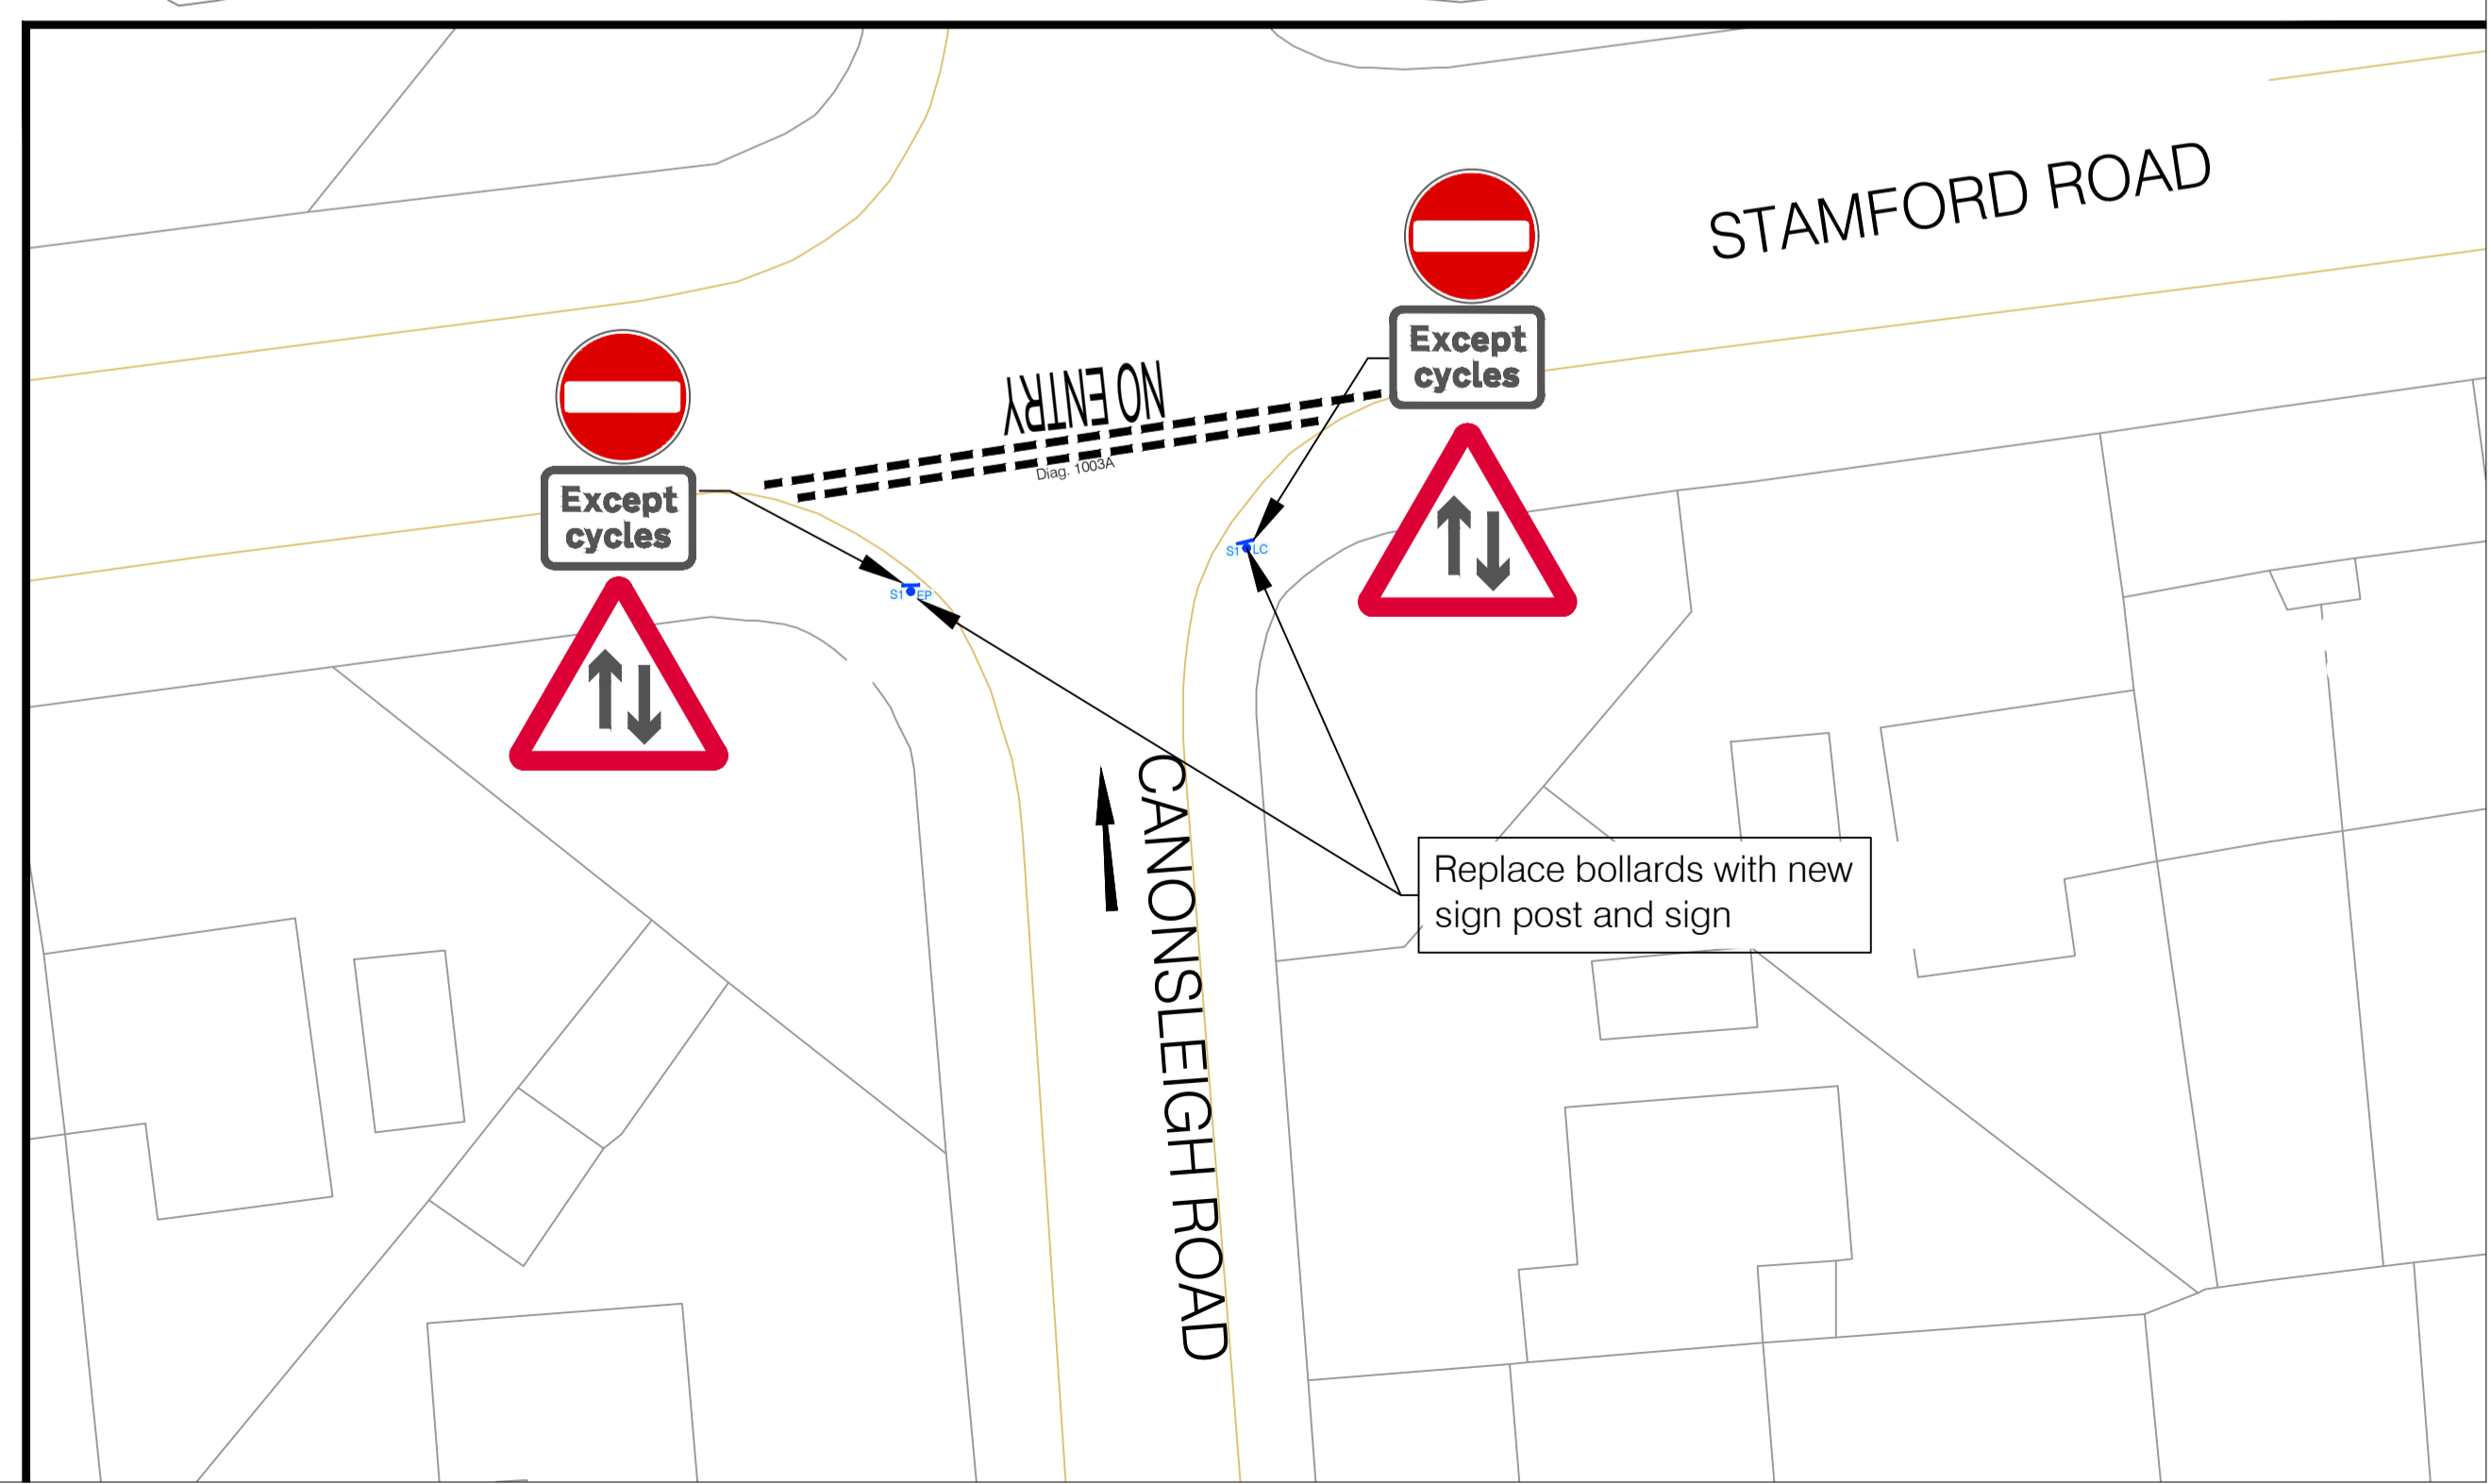 STAMFORD ROAD
Except
cycles
NO ENTRY
Diag. 1003A
Except
cycles
S1 LC
S1 EP
CANONSLEIGH ROAD
Replace bollards with new
sign post and sign